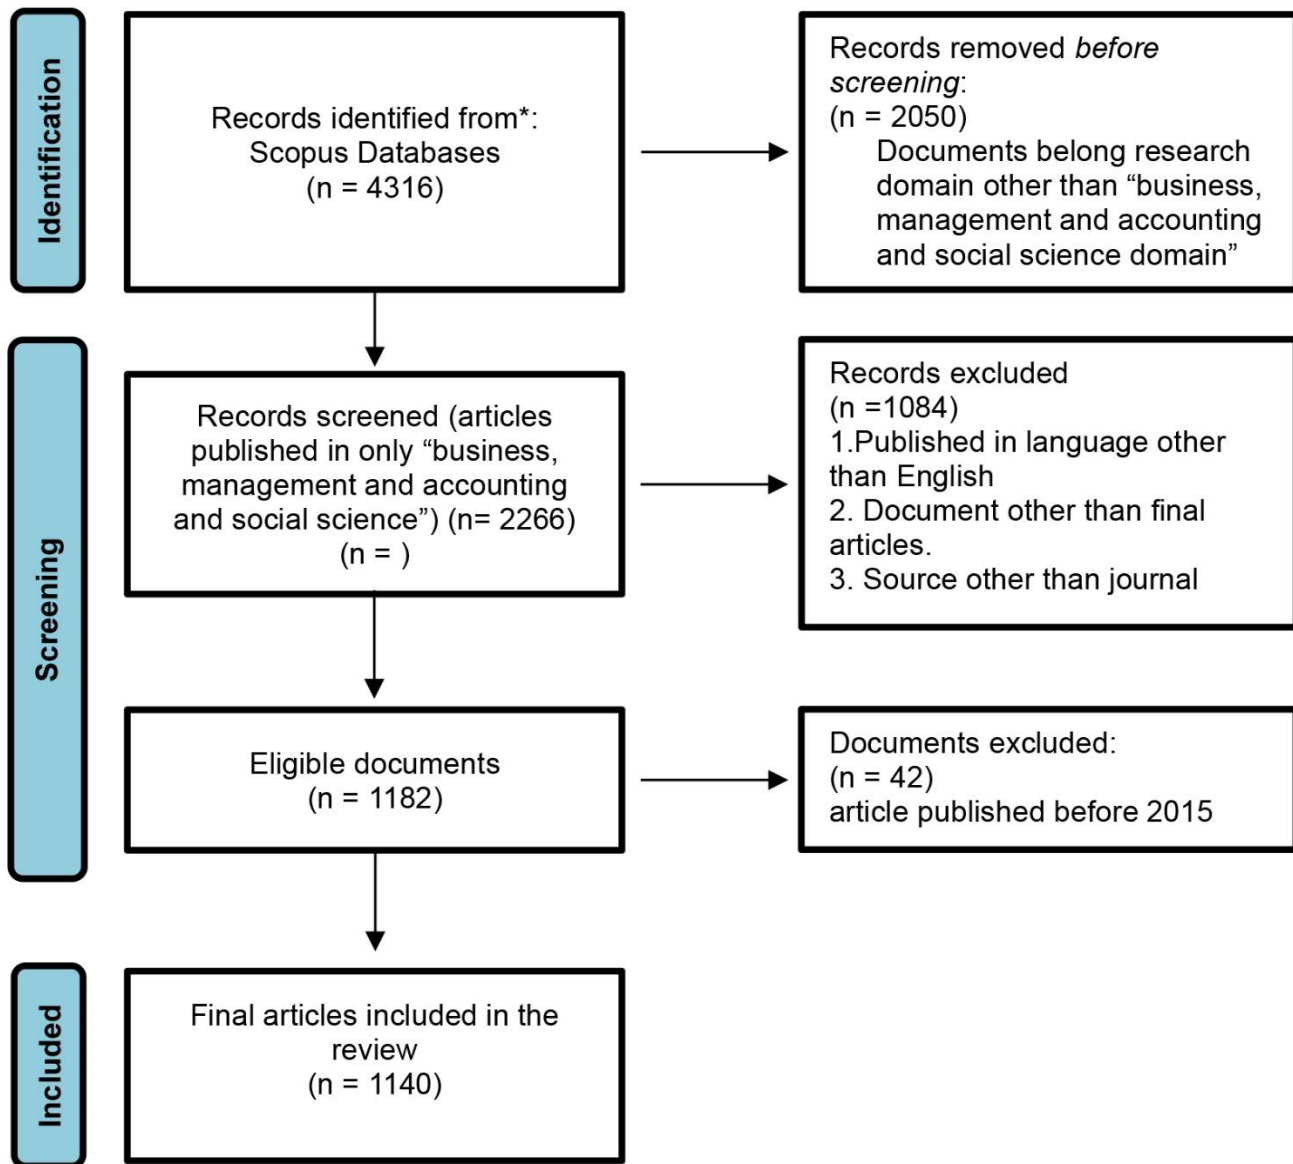 Identification
Records identified from*:
Scopus Databases
(n = 4316)
Records removed before
screening:
(n = 2050)
Documents belong research
domain other than “business,
management and accounting
and social science domain”
Screening
Records screened (articles
published in only “business,
management and accounting
and social science”) (n= 2266)
(n = )
Records excluded
(n =1084)
1.Published in language other
than English
2. Document other than final
articles.
3. Source other than journal
Eligible documents
(n = 1182)
Documents excluded:
(n = 42)
article published before 2015
Included
Final articles included in the
review
(n = 1140)